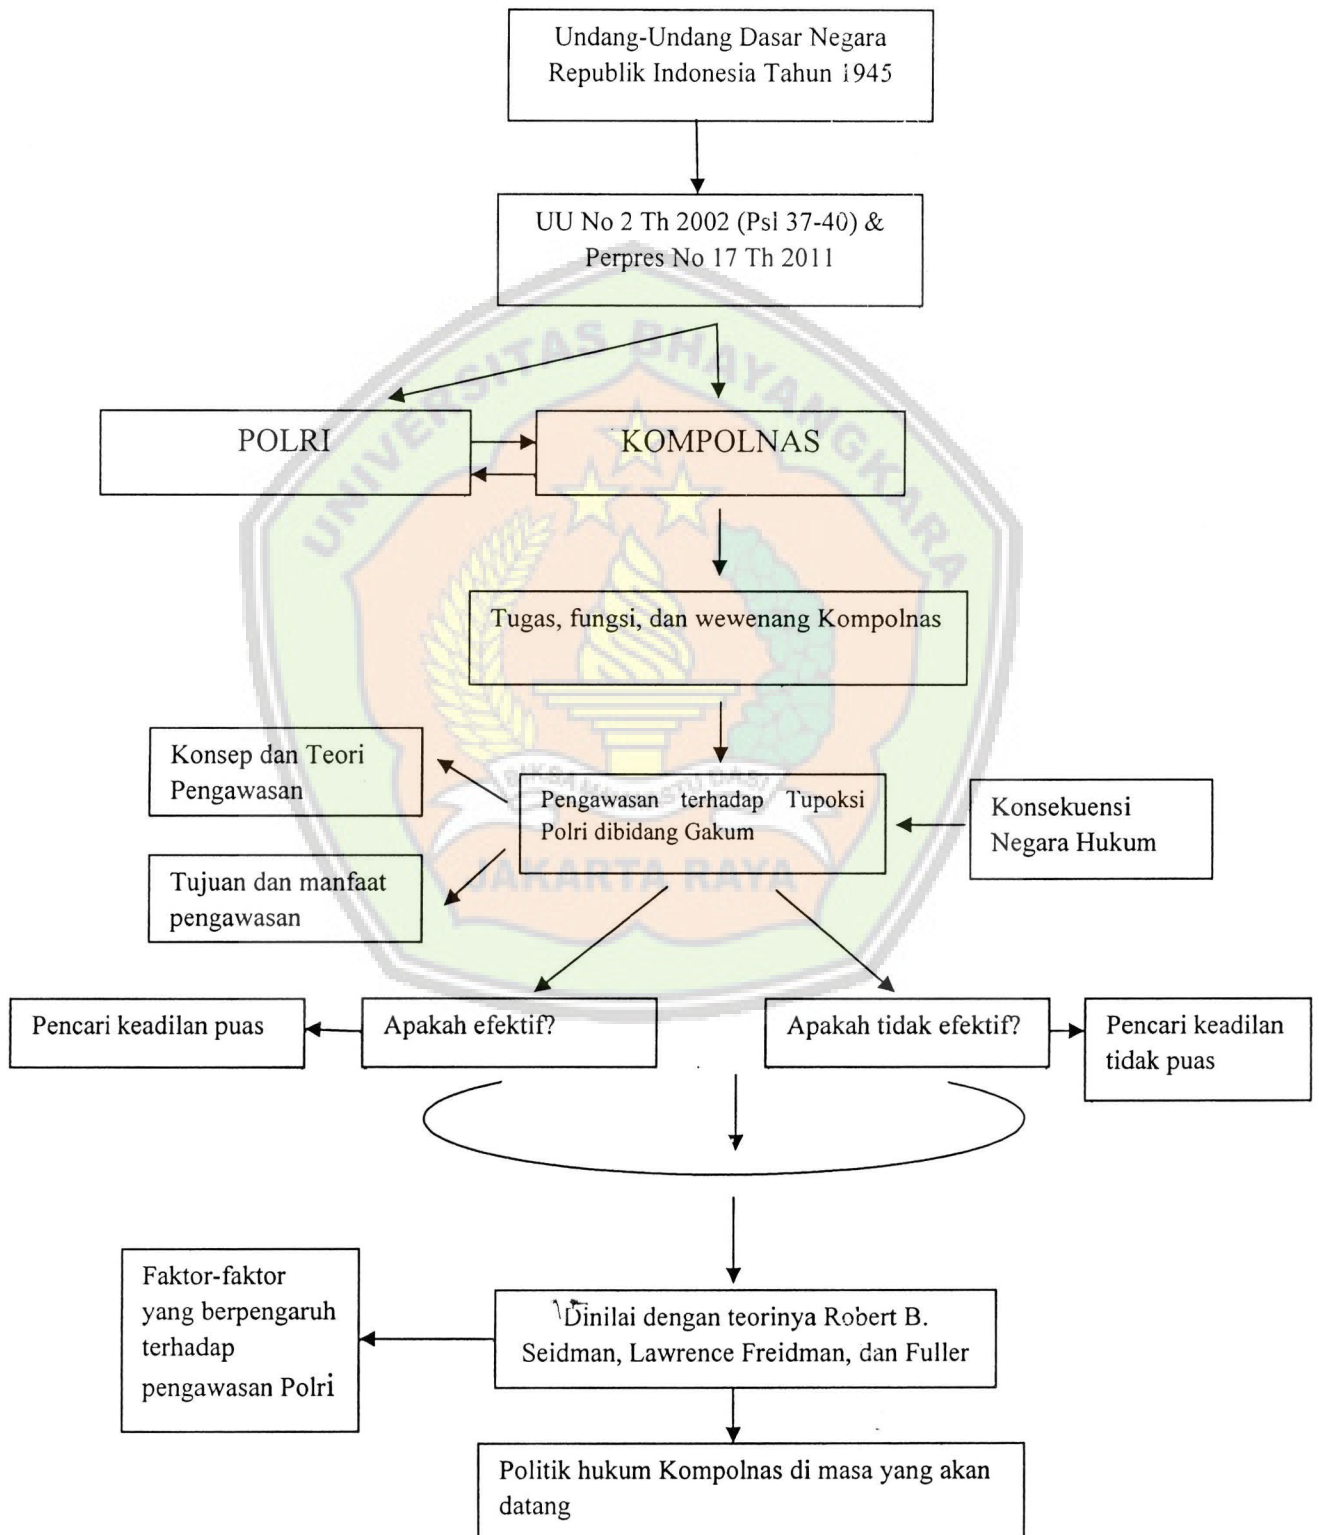 Undang-Undang Dasar Negara
Republik Indonesia Tahun 1945
UU No 2 Th 2002 (Psl 37-40) &
Perpres No 17 Th 2011
UNIVERSITAS BHAYANGKARA
POLRI
KOMPOLNAS
Tugas, fungsi, dan wewenang Kompolnas
Konsep dan Teori
Pengawasan
Pengawasan terhadap Tupoksi
Polri dibidang Gakum
Konsekuensi
Negara Hukum
Tujuan dan manfaat
pengawasan
JAKARTA RAYA
Pencari keadilan puas
Apakah efektif?
Apakah tidak efektif?
Pencari keadilan
tidak puas
Faktor-faktor
yang berpengaruh
terhadap
pengawasan Polri
Dinilai dengan teorinya Robert B.
Seidman, Lawrence Freidman, dan Fuller
Politik hukum Kompolnas di masa yang akan
datang